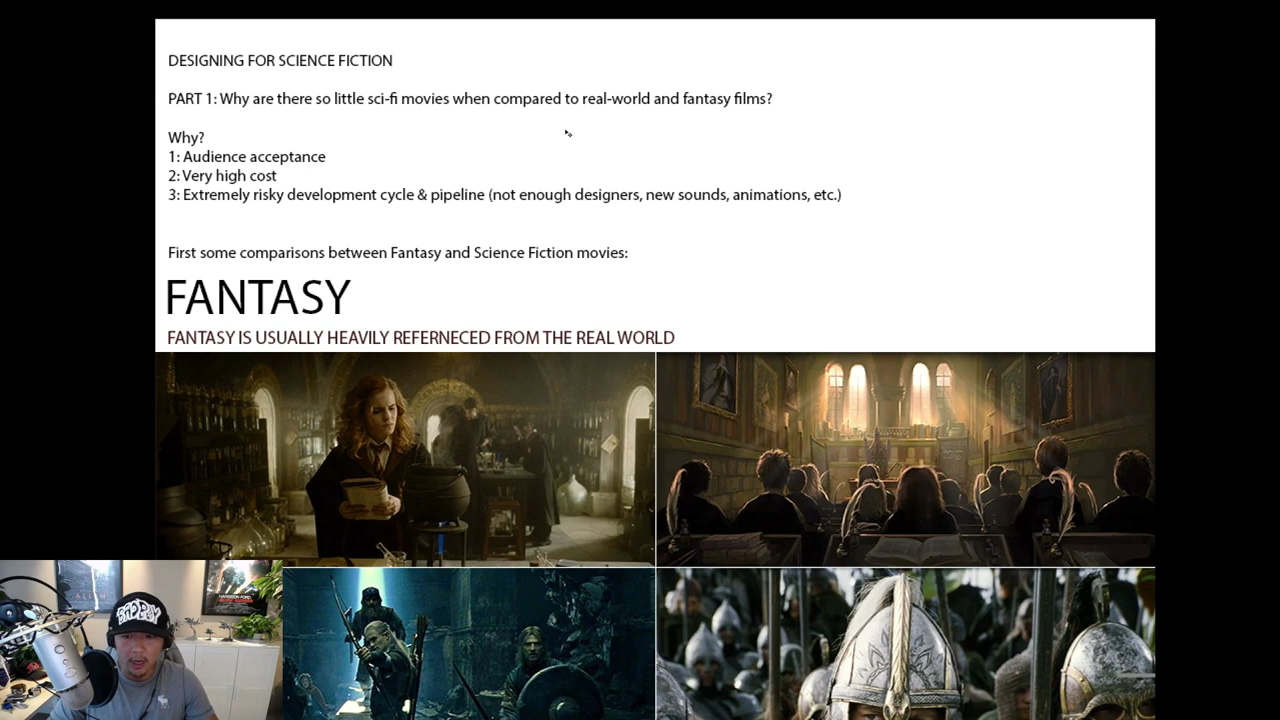 DESIGNING FOR SCIENCE FICTION
PART 1: Why are there so little sci-fi movies when compared to real-world and fantasy films?
Why?
1: Audience acceptance
2: Very high cost
3: Extremely risky development cycle & pipeline (not enough designers, new sounds, animations, etc.)
First some comparisons between Fantasy and Science Fiction movies:
FANTASY
FANTASY IS USUALLY HEAVILY REFERNECED FROM THE REAL WORLD